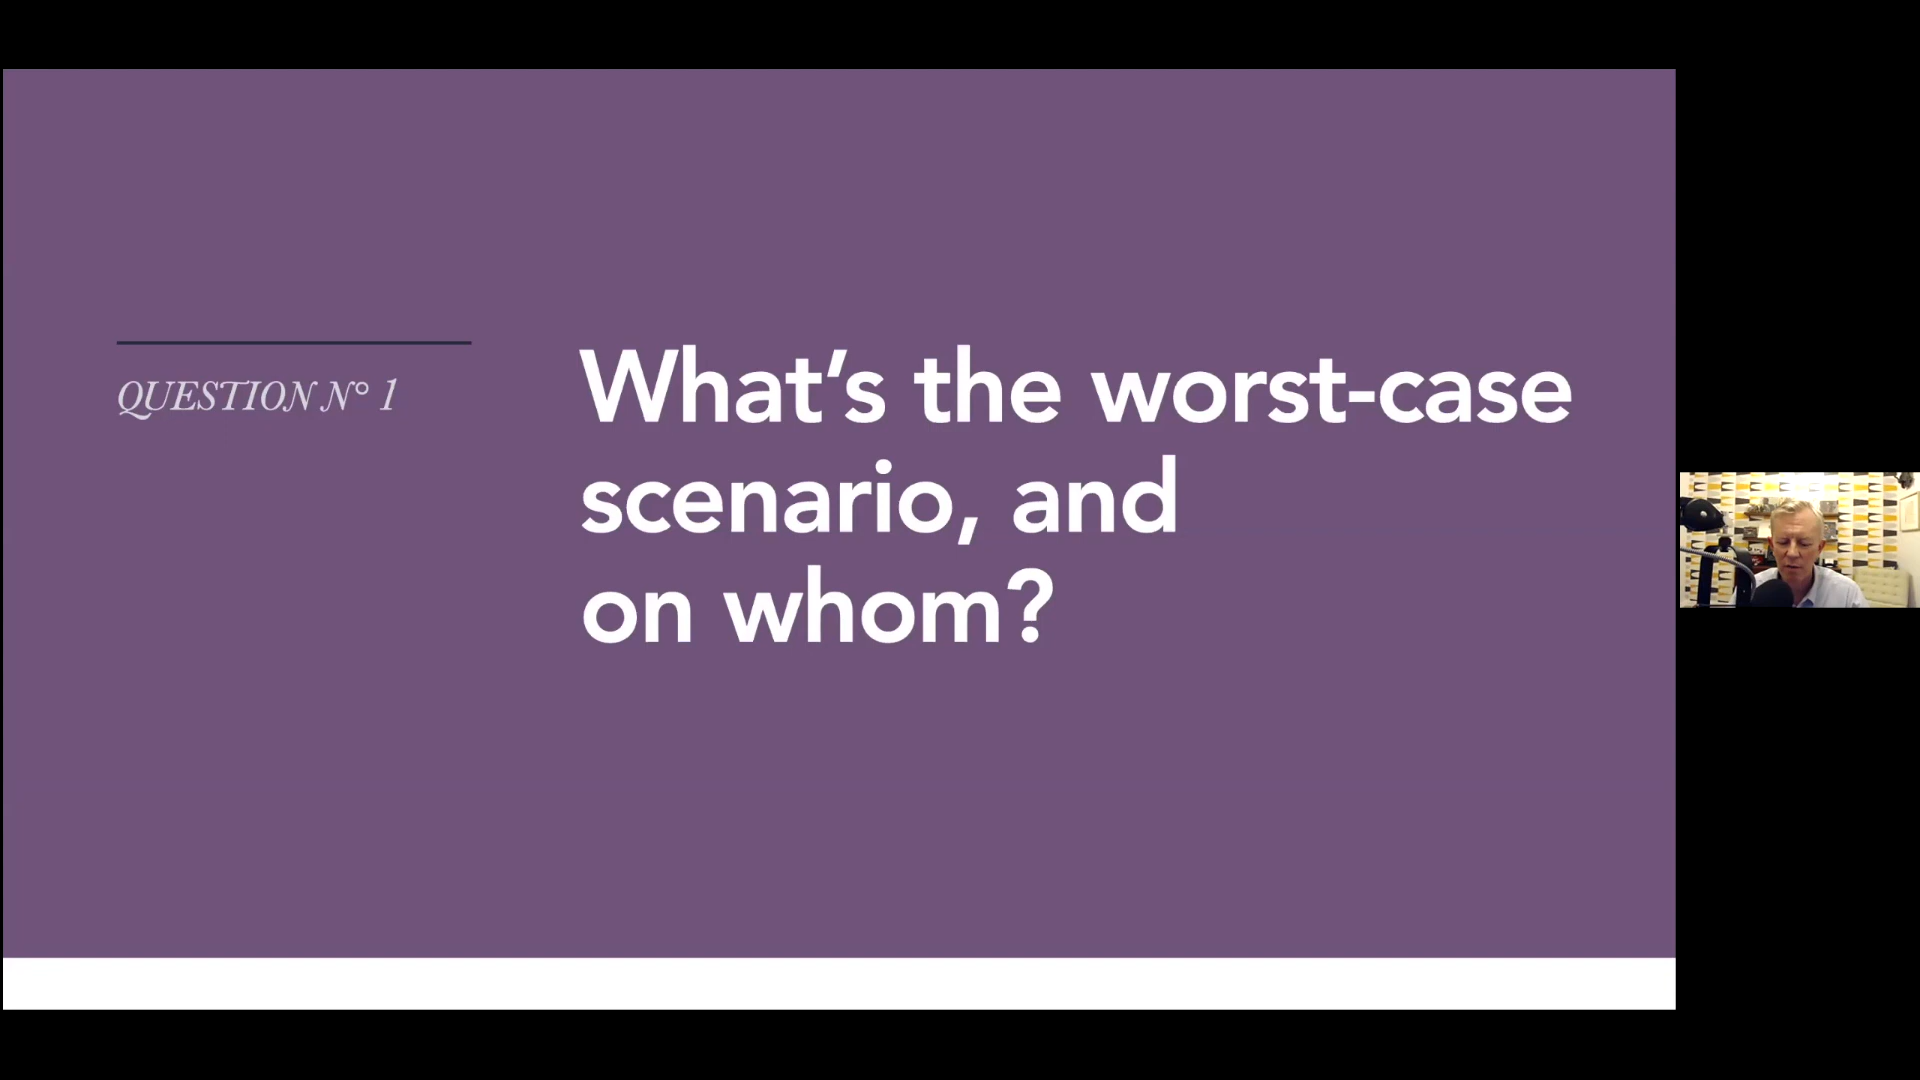 QUESTION N° 1
What’s the worst-case
scenario, and
on whom?